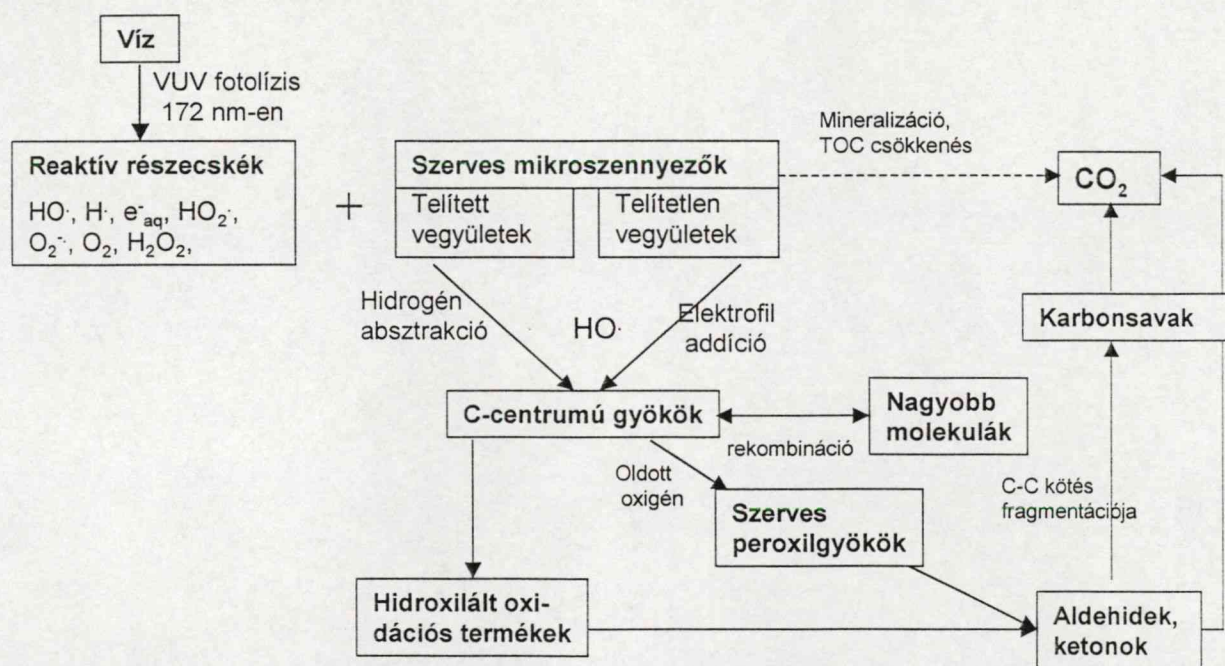 Víz
VUV fotolízis
172 nm-en
Reaktív részecskék
HO·, H·, e⁻aq, HO₂·,
O₂⁻·, O₂, H₂O₂,
+
Szerves mikroszennyezők
Telített
vegyületek
Telítetlen
vegyületek
Mineralizáció,
TOC csökkenés
CO₂
Hidrogén
absztrakció
HO·
Elektrofil
addíció
Karbonsavak
C-centrumú gyökök
rekombináció
Nagyobb
molekulák
Oldott
oxigén
Szerves
peroxilgyökök
C-C kötés
fragmentációja
Hidroxilált oxi-
dációs termékek
Aldehidek,
ketonok